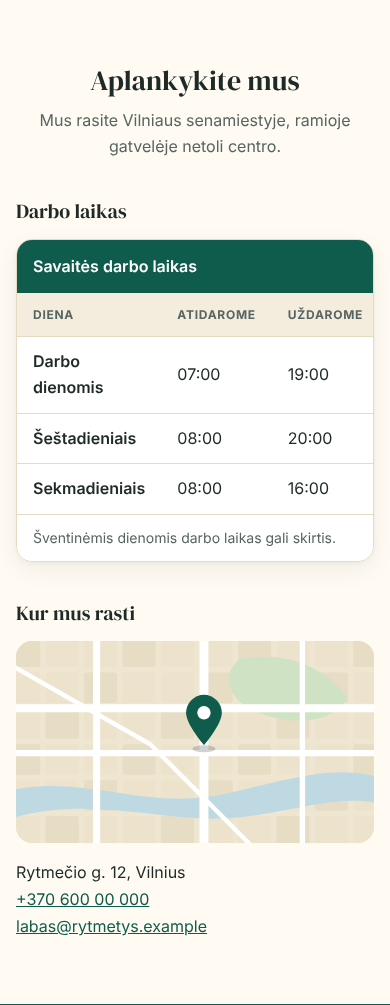 Aplankykite mus
Mus rasite Vilniaus senamiestyje, ramioje
gatvelėje netoli centro.
Darbo laikas
Savaitės darbo laikas
DIENA ATIDAROME UŽDAROME
Darbo
dienomis 07:00 19:00
Šeštadieniais 08:00 20:00
Sekmadieniais 08:00 16:00
Šventinėmis dienomis darbo laikas gali skirtis.
Kur mus rasti
Rytmečio g. 12, Vilnius
+370 600 00 000
labas@rytmetys.example